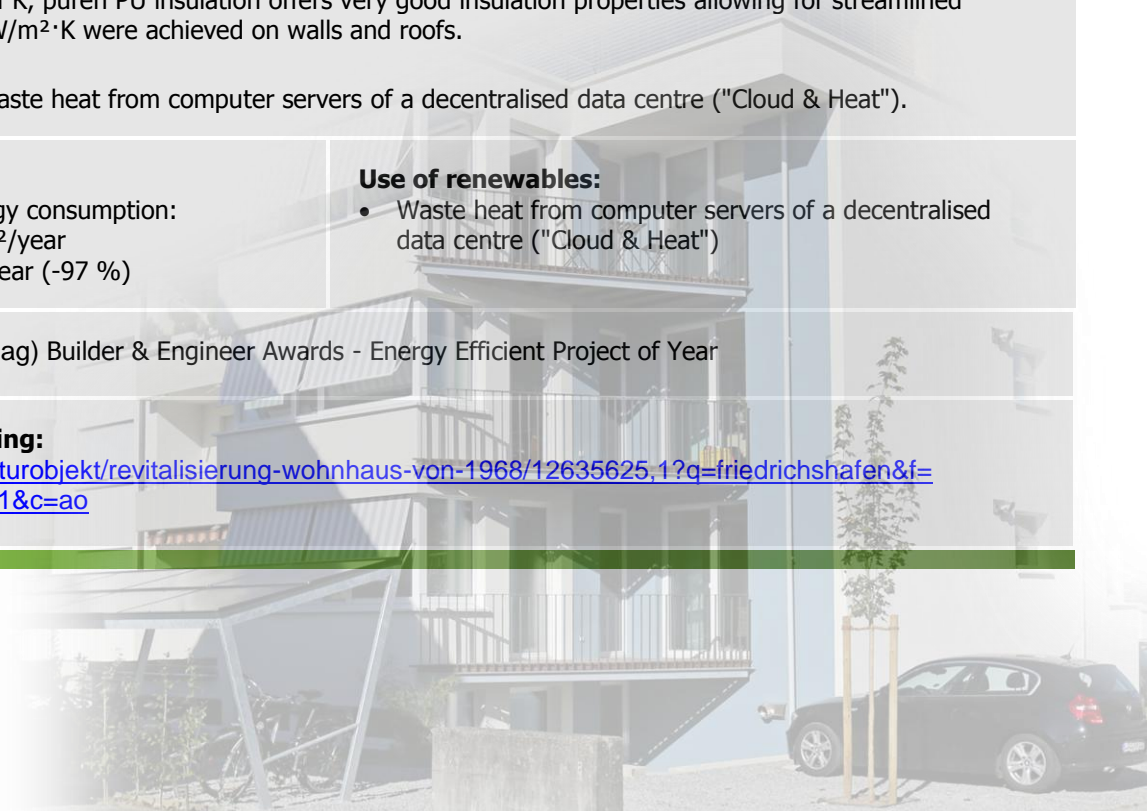 K, puren PU insulation offers very good insulation properties allowing for streamlined
W/m²·K were achieved on walls and roofs.
waste heat from computer servers of a decentralised data centre ("Cloud & Heat").
gy consumption:
²/year
ear (-97 %)
Use of renewables:
• Waste heat from computer servers of a decentralised
data centre ("Cloud & Heat")
ag) Builder & Engineer Awards - Energy Efficient Project of Year
ing:
turobjekt/revitalisierung-wohnhaus-von-1968/12635625,1?q=friedrichshafen&f=
1&c=ao